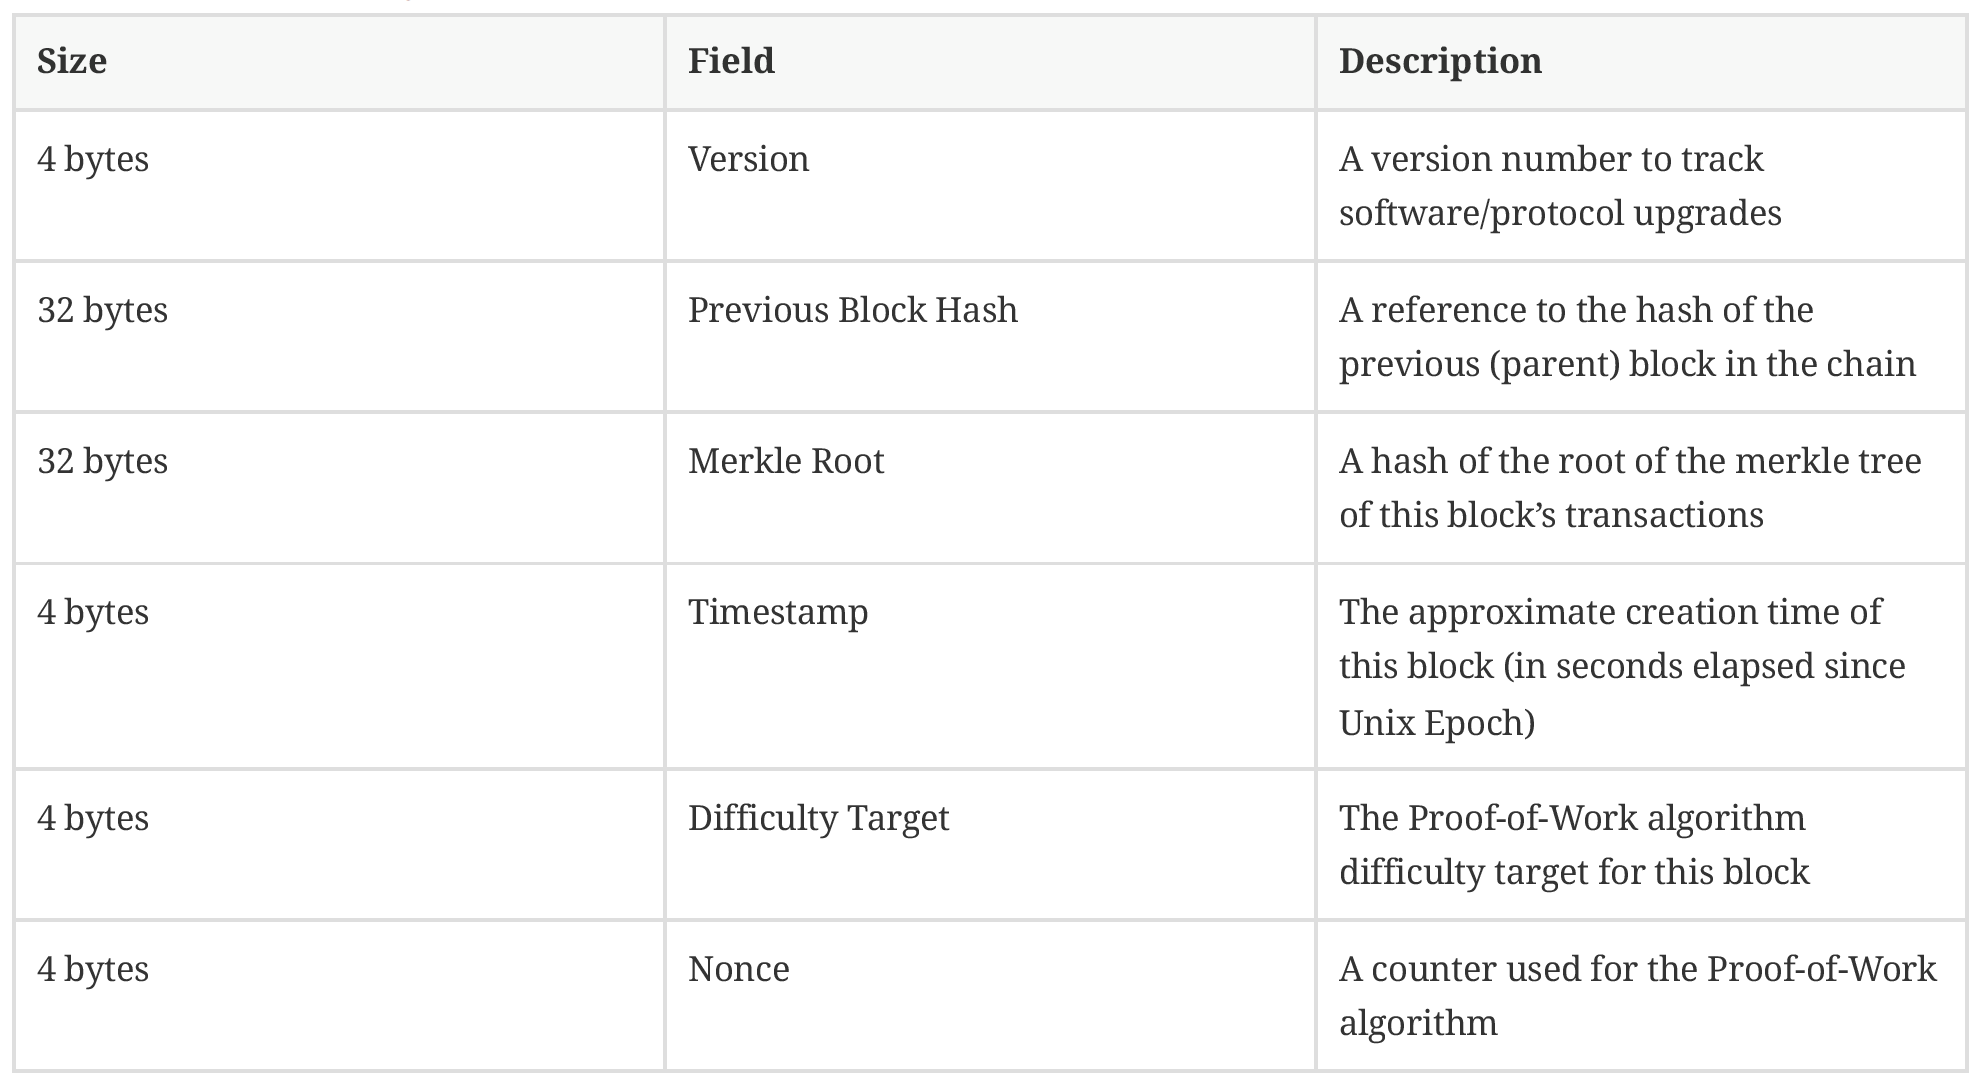 Size Field Description
4 bytes Version A version number to track
software/protocol upgrades
32 bytes Previous Block Hash A reference to the hash of the
previous (parent) block in the chain
32 bytes Merkle Root A hash of the root of the merkle tree
of this block’s transactions
4 bytes Timestamp The approximate creation time of
this block (in seconds elapsed since
Unix Epoch)
4 bytes Difficulty Target The Proof-of-Work algorithm
difficulty target for this block
4 bytes Nonce A counter used for the Proof-of-Work
algorithm